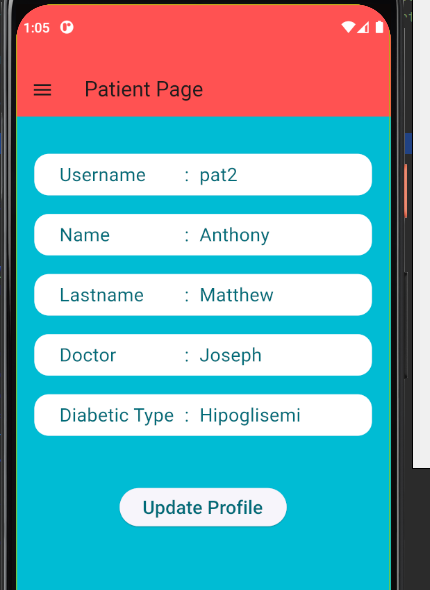 1:05
Patient Page
Username : pat2
Name : Anthony
Lastname : Matthew
Doctor : Joseph
Diabetic Type : Hipoglisemi
Update Profile